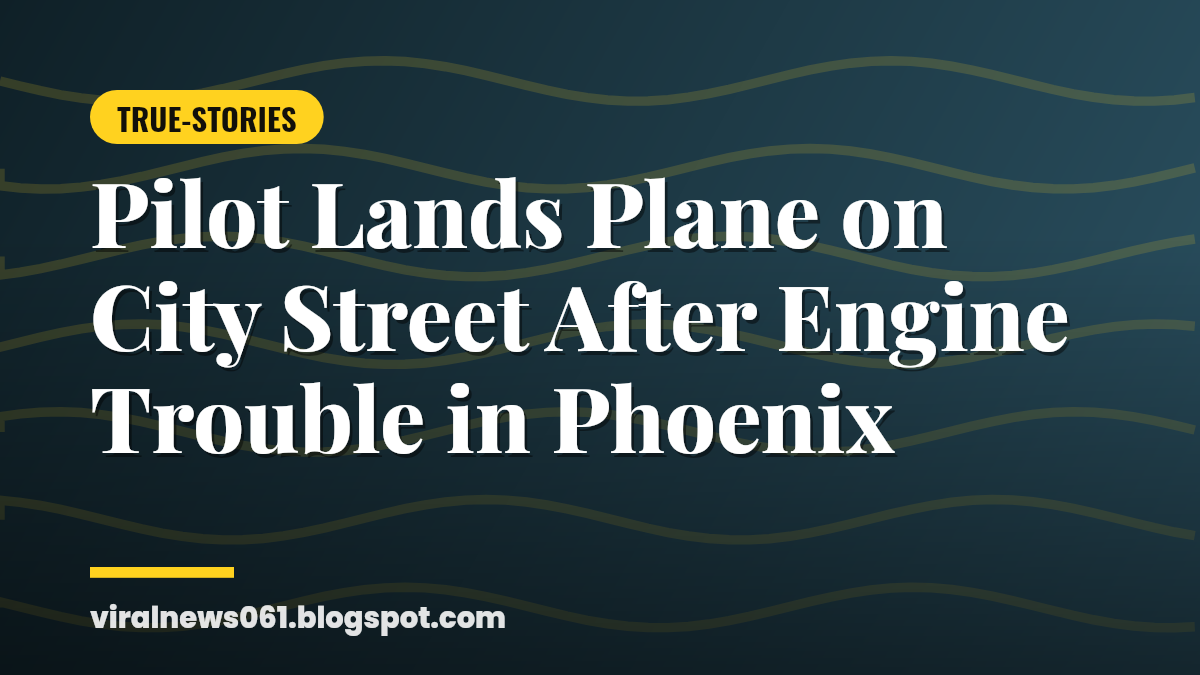 TRUE-STORIES
Pilot Lands Plane on
City Street After Engine
Trouble in Phoenix
viralnews061.blogspot.com